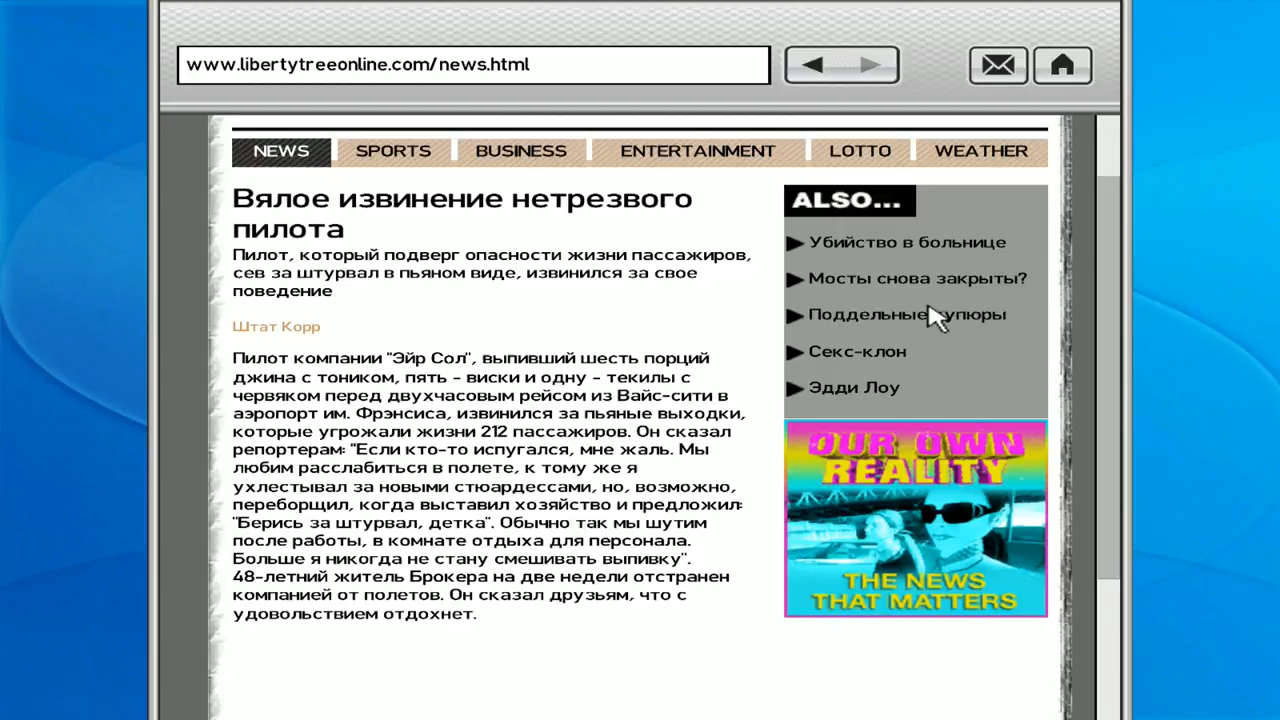 www.libertytreeonline.com/news.html
NEWS SPORTS BUSINESS ENTERTAINMENT LOTTO WEATHER
Вялое извинение нетрезвого
пилота
Пилот, который подверг опасности жизни пассажиров,
сев за штурвал в пьяном виде, извинился за свое
поведение
Штат Корр
Пилот компании "Эйр Сол", выпивший шесть порций
джина с тоником, пять - виски и одну - текилы с
червяком перед двухчасовым рейсом из Вайс-сити в
аэропорт им. Фрэнсиса, извинился за пьяные выходки,
которые угрожали жизни 212 пассажиров. Он сказал
репортерам: "Если кто-то испугался, мне жаль. Мы
любим расслабиться в полете, к тому же я
ухлестывал за новыми стюардессами, но, возможно,
переборщил, когда выставил хозяйство и предложил:
"Берись за штурвал, детка". Обычно так мы шутим
после работы, в комнате отдыха для персонала.
Больше я никогда не стану смешивать выпивку".
48-летний житель Брокера на две недели отстранен
компанией от полетов. Он сказал друзьям, что с
удовольствием отдохнет.
ALSO...
Убийство в больнице
Мосты снова закрыты?
Поддельные купюры
Секс-клон
Эдди Лоу
OUR OWN
REALITY
THE NEWS
THAT MATTERS